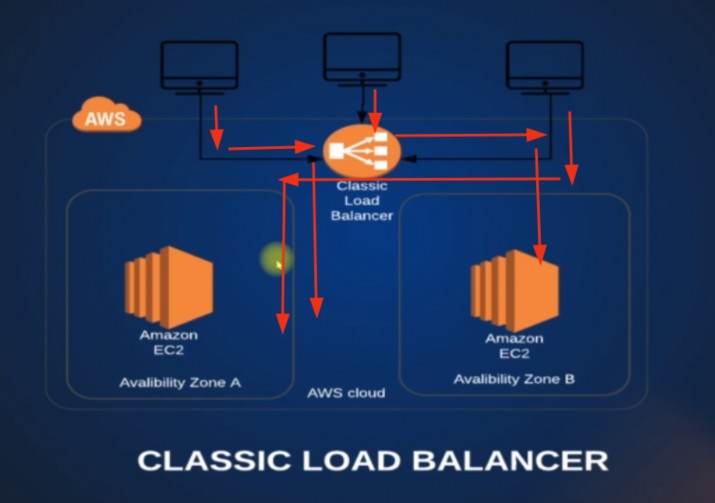 AWS
Classic
Load
Balancer
Amazon
EC2
Avalibility Zone A
Amazon
EC2
Avalibility Zone B
AWS cloud
CLASSIC LOAD BALANCER